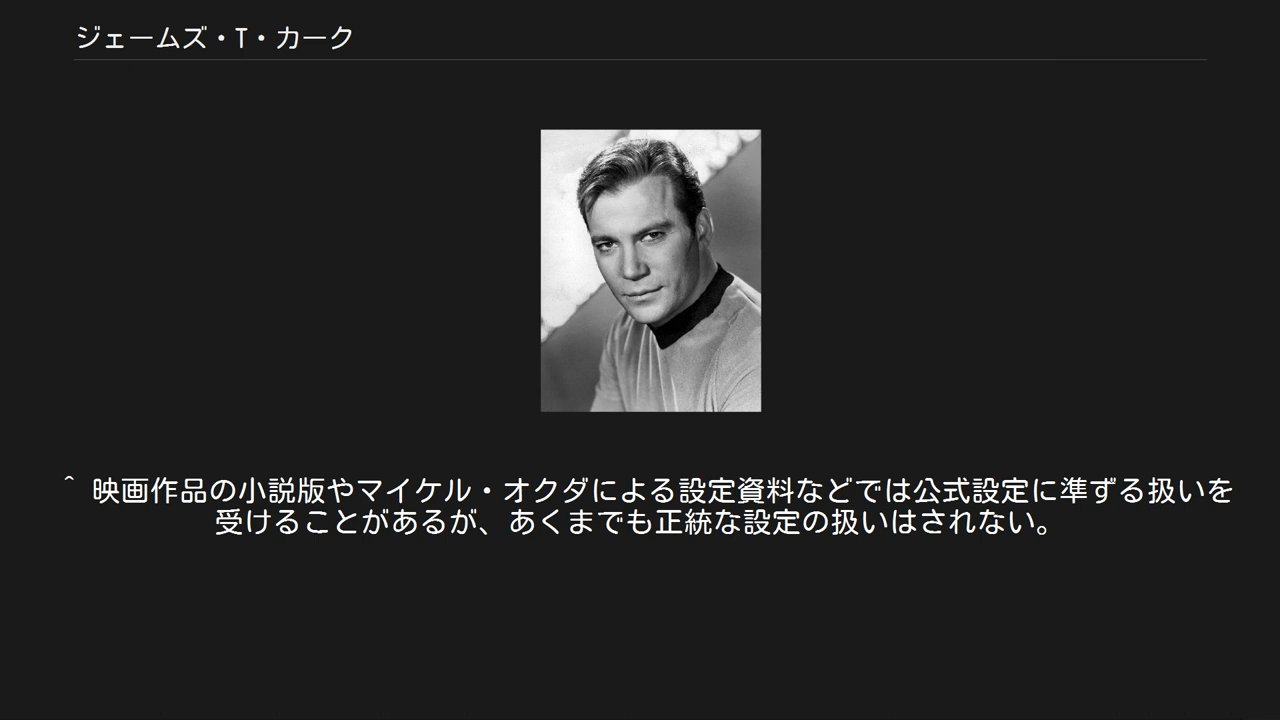 ジェームズ・T・カーク
^ 映画作品の小説版やマイケル・オクダによる設定資料などでは公式設定に準ずる扱いを
受けることがあるが、あくまでも正統な設定の扱いはされない。